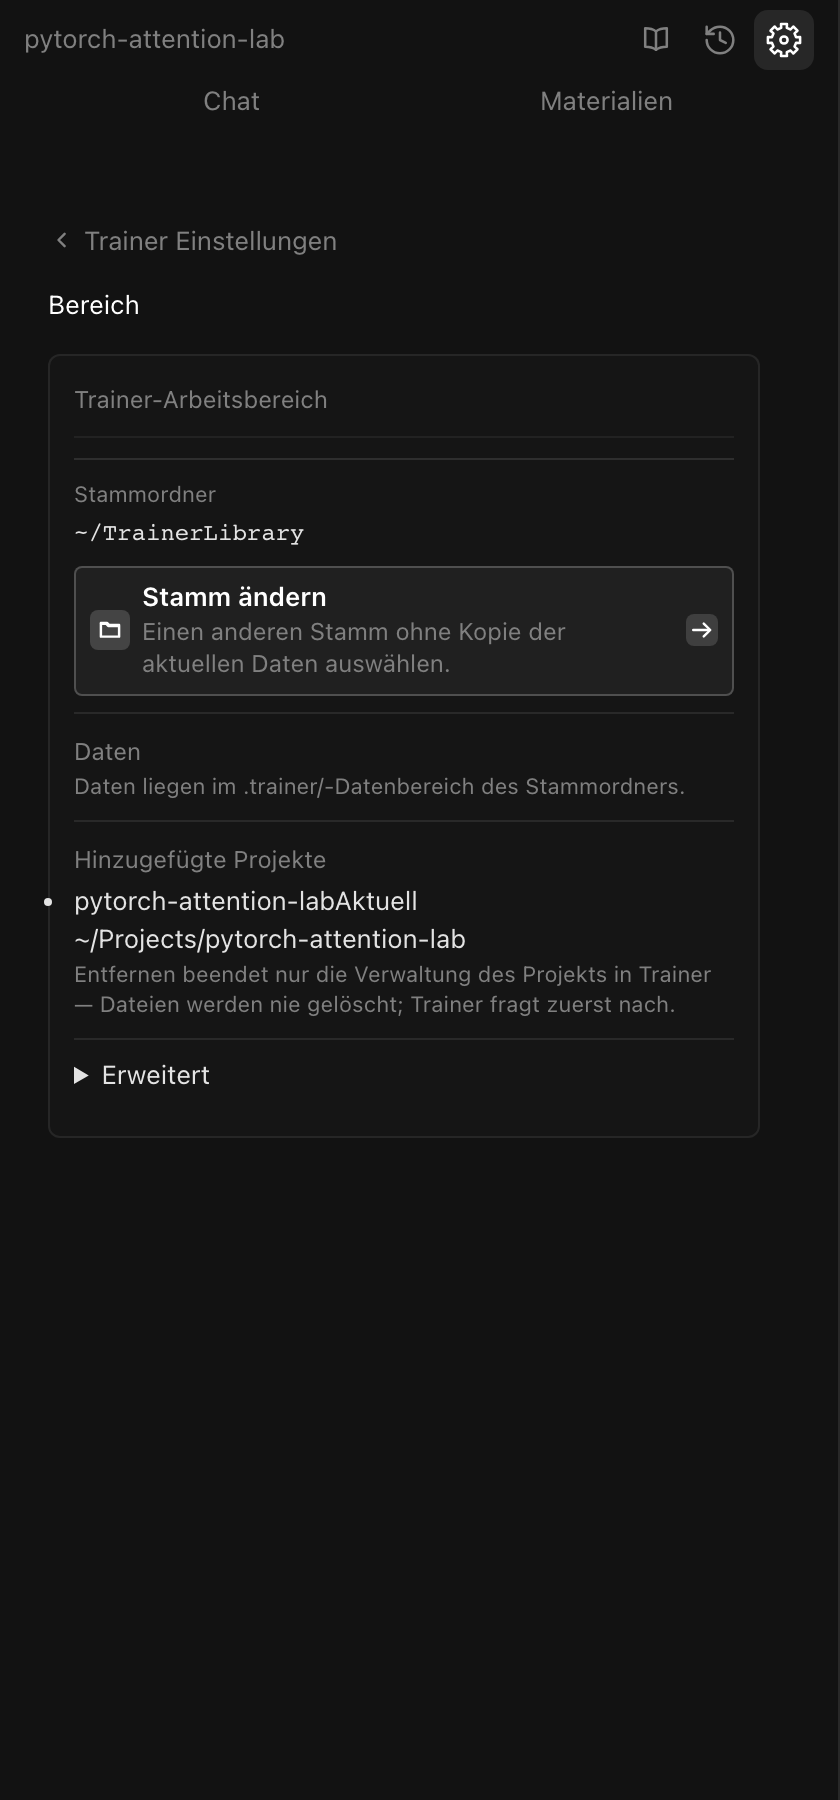 pytorch-attention-lab
Chat
Materialien
Trainer Einstellungen
Bereich
Trainer-Arbeitsbereich
Stammordner
~/TrainerLibrary
Stamm ändern
Einen anderen Stamm ohne Kopie der
aktuellen Daten auswählen.
Daten
Daten liegen im .trainer/-Datenbereich des Stammordners.
Hinzugefügte Projekte
pytorch-attention-labAktuell
~/Projects/pytorch-attention-lab
Entfernen beendet nur die Verwaltung des Projekts in Trainer
— Dateien werden nie gelöscht; Trainer fragt zuerst nach.
Erweitert